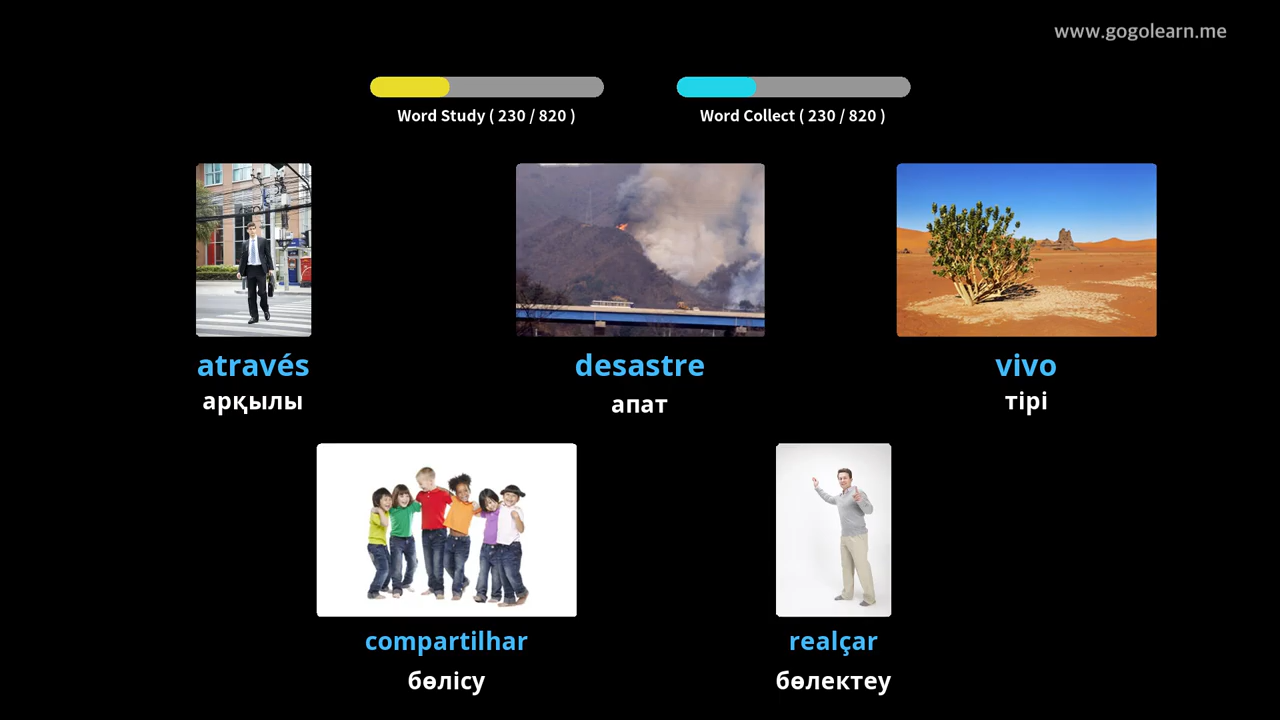 www.gogolearn.me
Word Study ( 230 / 820 )
Word Collect ( 230 / 820 )
através
арқылы
desastre
апат
vivo
тірі
compartilhar
бөлісу
realçar
бөлектеу